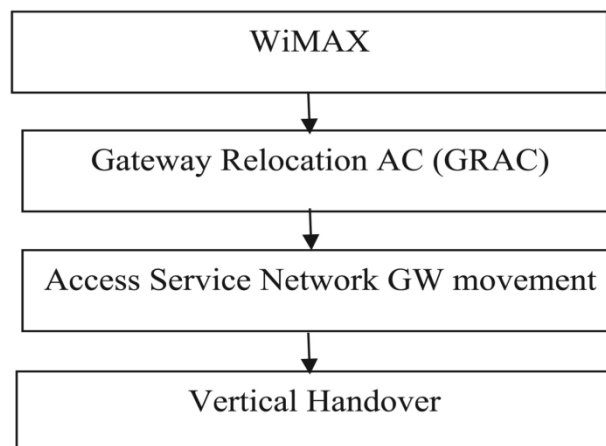 WiMAX
Gateway Relocation AC (GRAC)
Access Service Network GW movement
Vertical Handover